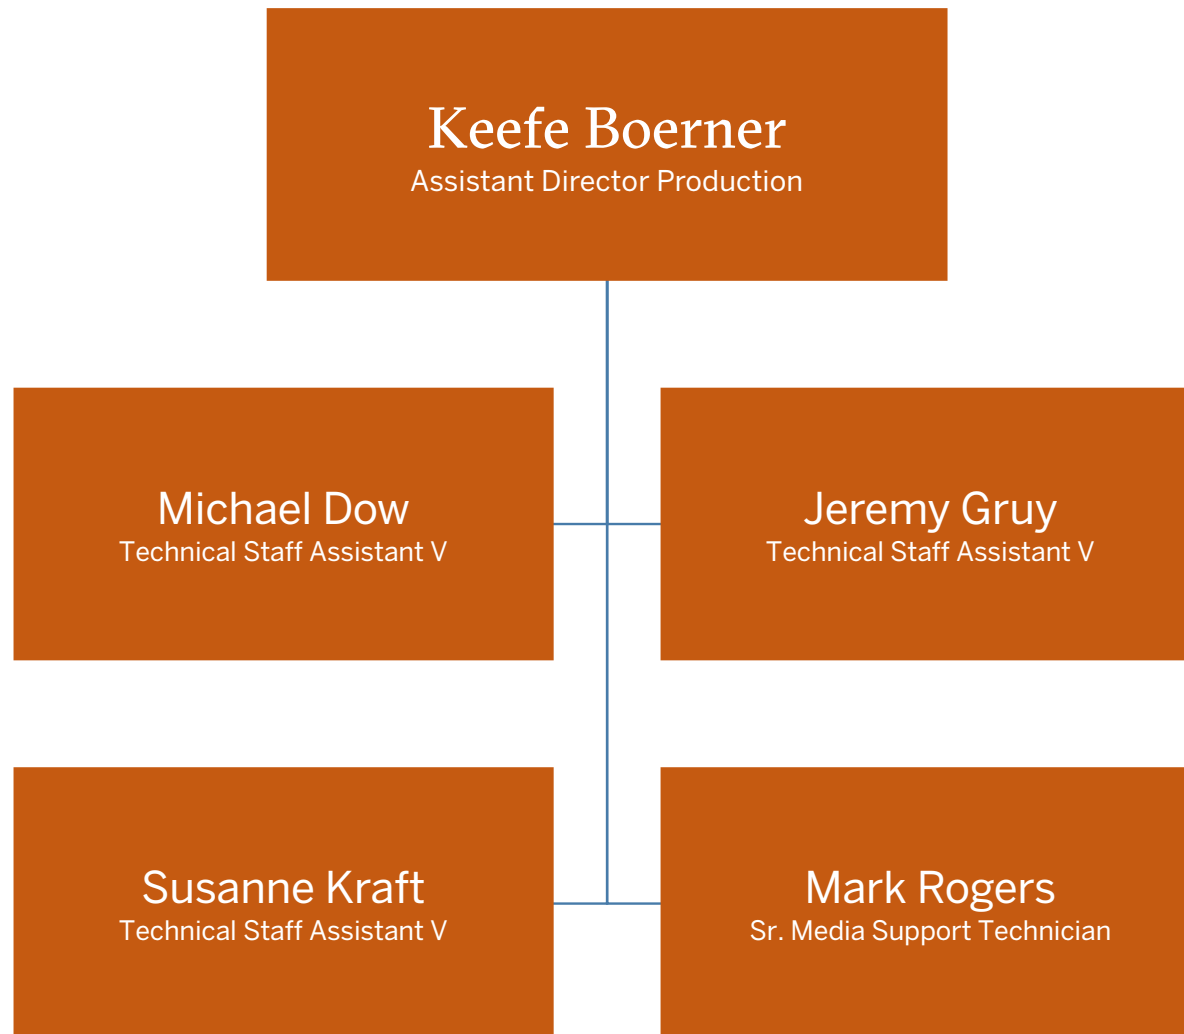 Keefe Boerner
Assistant Director Production
Michael Dow
Technical Staff Assistant V
Jeremy Gruy
Technical Staff Assistant V
Susanne Kraft
Technical Staff Assistant V
Mark Rogers
Sr. Media Support Technician